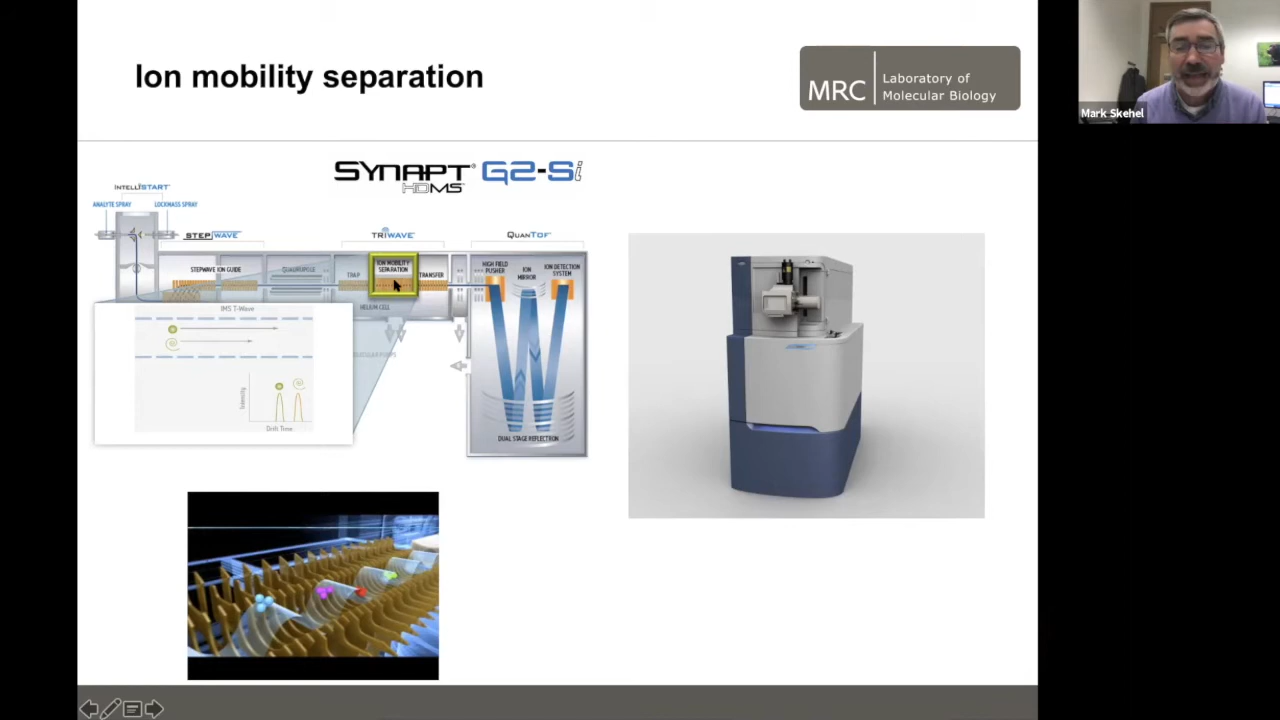 Ion mobility separation
MRC
Laboratory of
Molecular Biology
Mark Skehel
SYNAPT® G2-Si
HDMS
INTELLISTART
ANALYTE SPRAY
LOCKMASS SPRAY
STEPWAVE
TRIWAVE
QUANTOF
STEPWAVE ION GUIDE
QUADRUPOLE
TRAP
ION MOBILITY
SEPARATION
TRANSFER
HELIUM CELL
HIGH FIELD
PUSHER
ION
MIRROR
ION DETECTION
SYSTEM
IMS T-Wave
Intensity
Drift Time
DUAL STAGE REFLECTRON